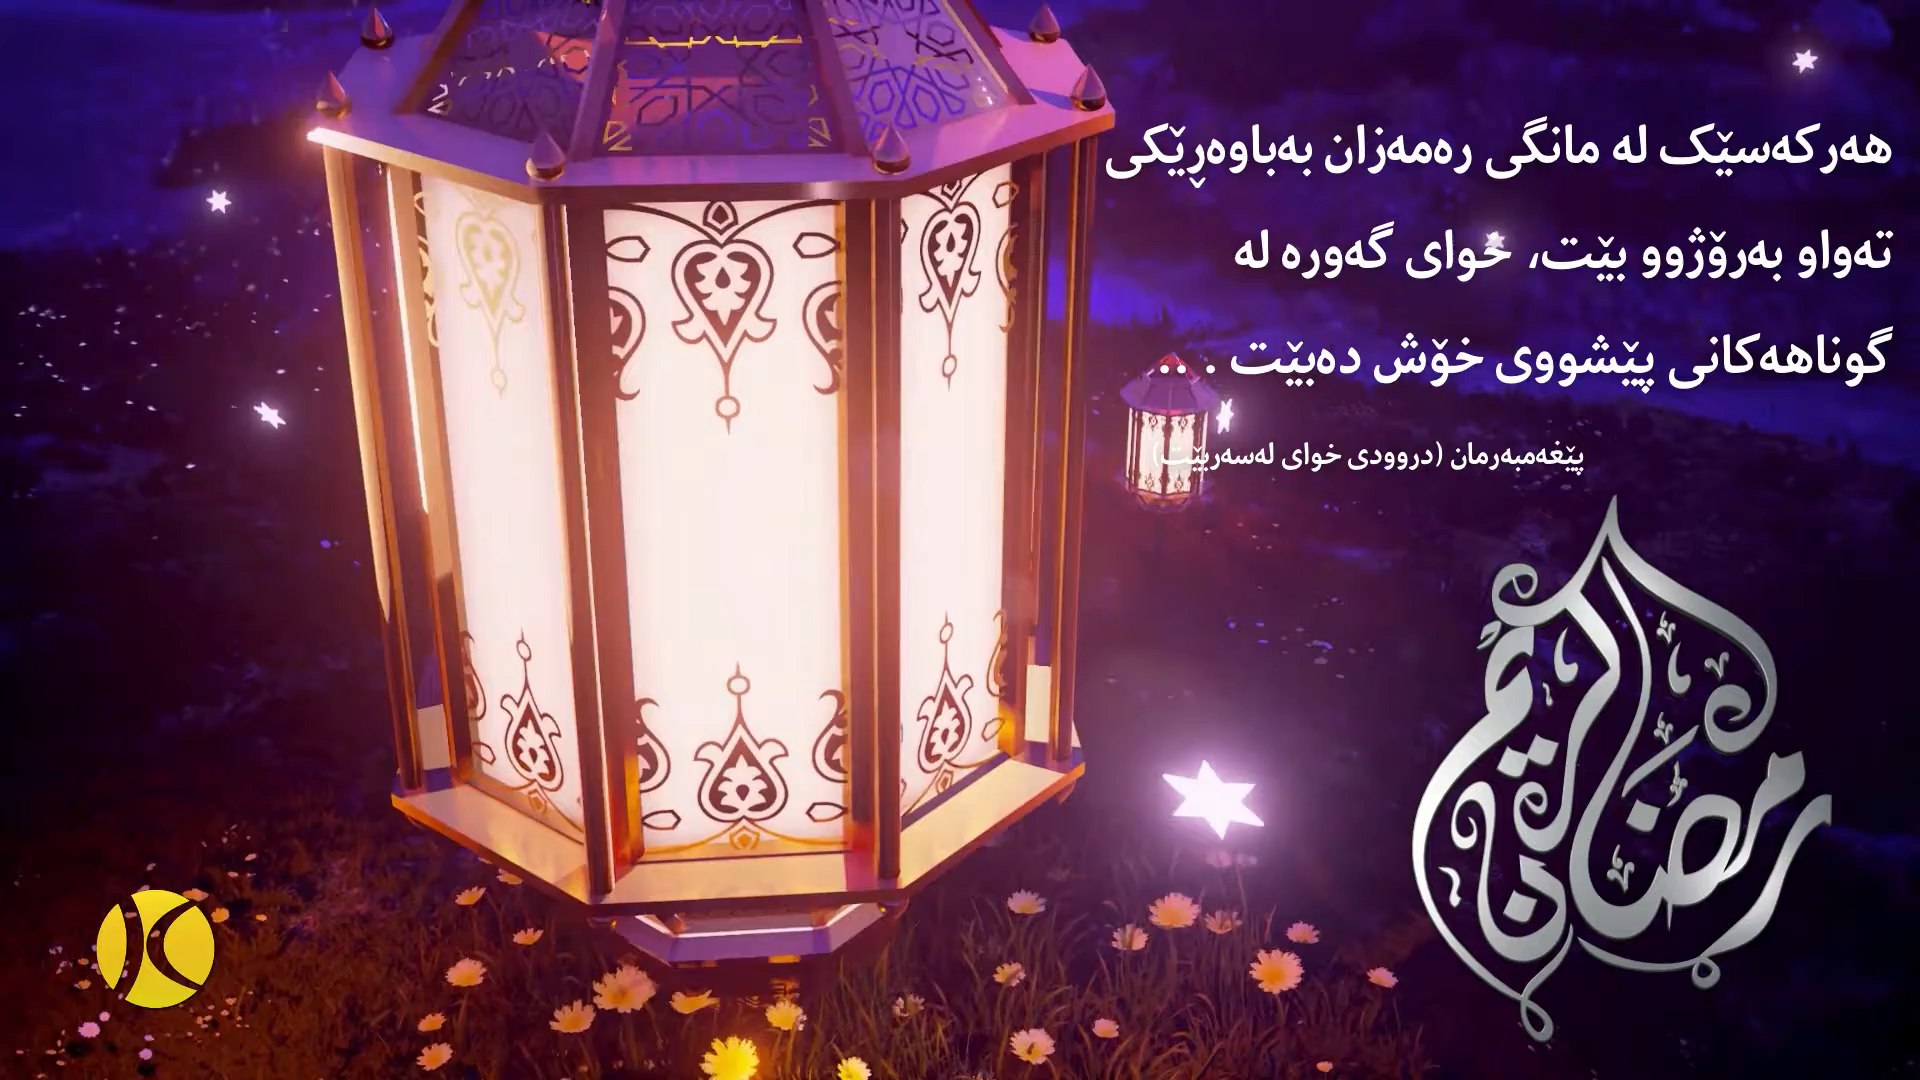 هەرکەسێک لە مانگی رەمەزان بەباوەڕێکی
تەواو بەرۆژوو بێت، خوای گەورە لە
گوناهەکانی پێشووی خۆش دەبێت . ..
پێغەمبەرمان (دروودی خوای لەسەربێت)
رمضان كريم